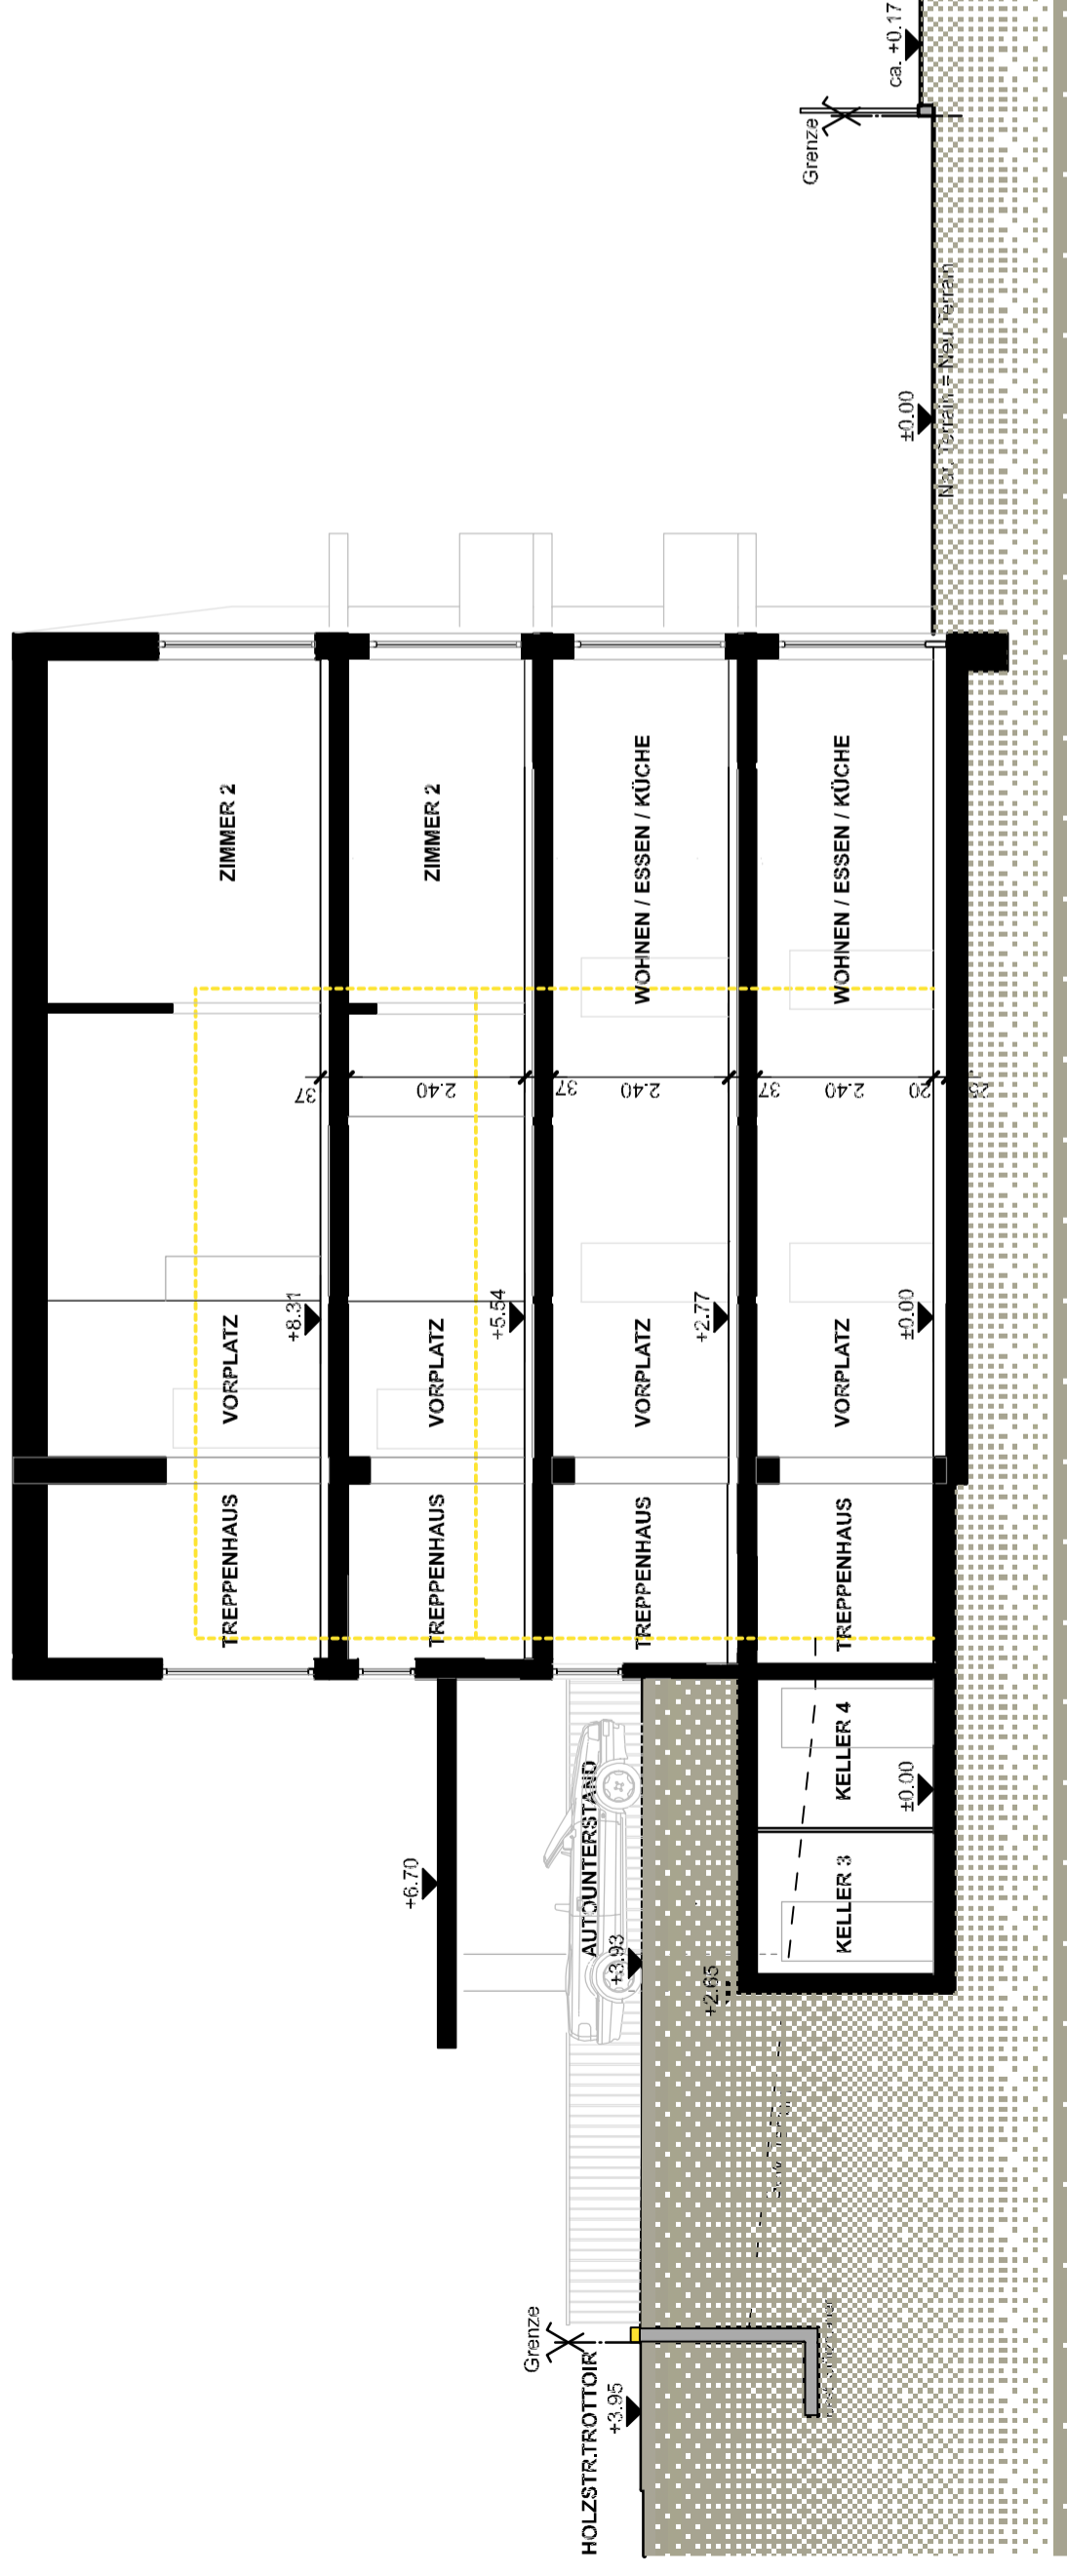 ZIMMER 2
VORPLATZ
TREPPENHAUS
+8.31
37
ZIMMER 2
VORPLATZ
TREPPENHAUS
+5.54
2.40
37
+6.70
WOHNEN / ESSEN / KÜCHE
VORPLATZ
TREPPENHAUS
+2.77
2.40
37
AUTOUNTERSTAND
+3.93
+2.65
WOHNEN / ESSEN / KÜCHE
VORPLATZ
TREPPENHAUS
±0.00
2.40
20
25
KELLER 4
KELLER 3
±0.00
Grenze
HOLZSTR.TROTTOIR
+3.95
Grenze
ca. +0.17
±0.00
Nat. Terrain = Neu Terrain